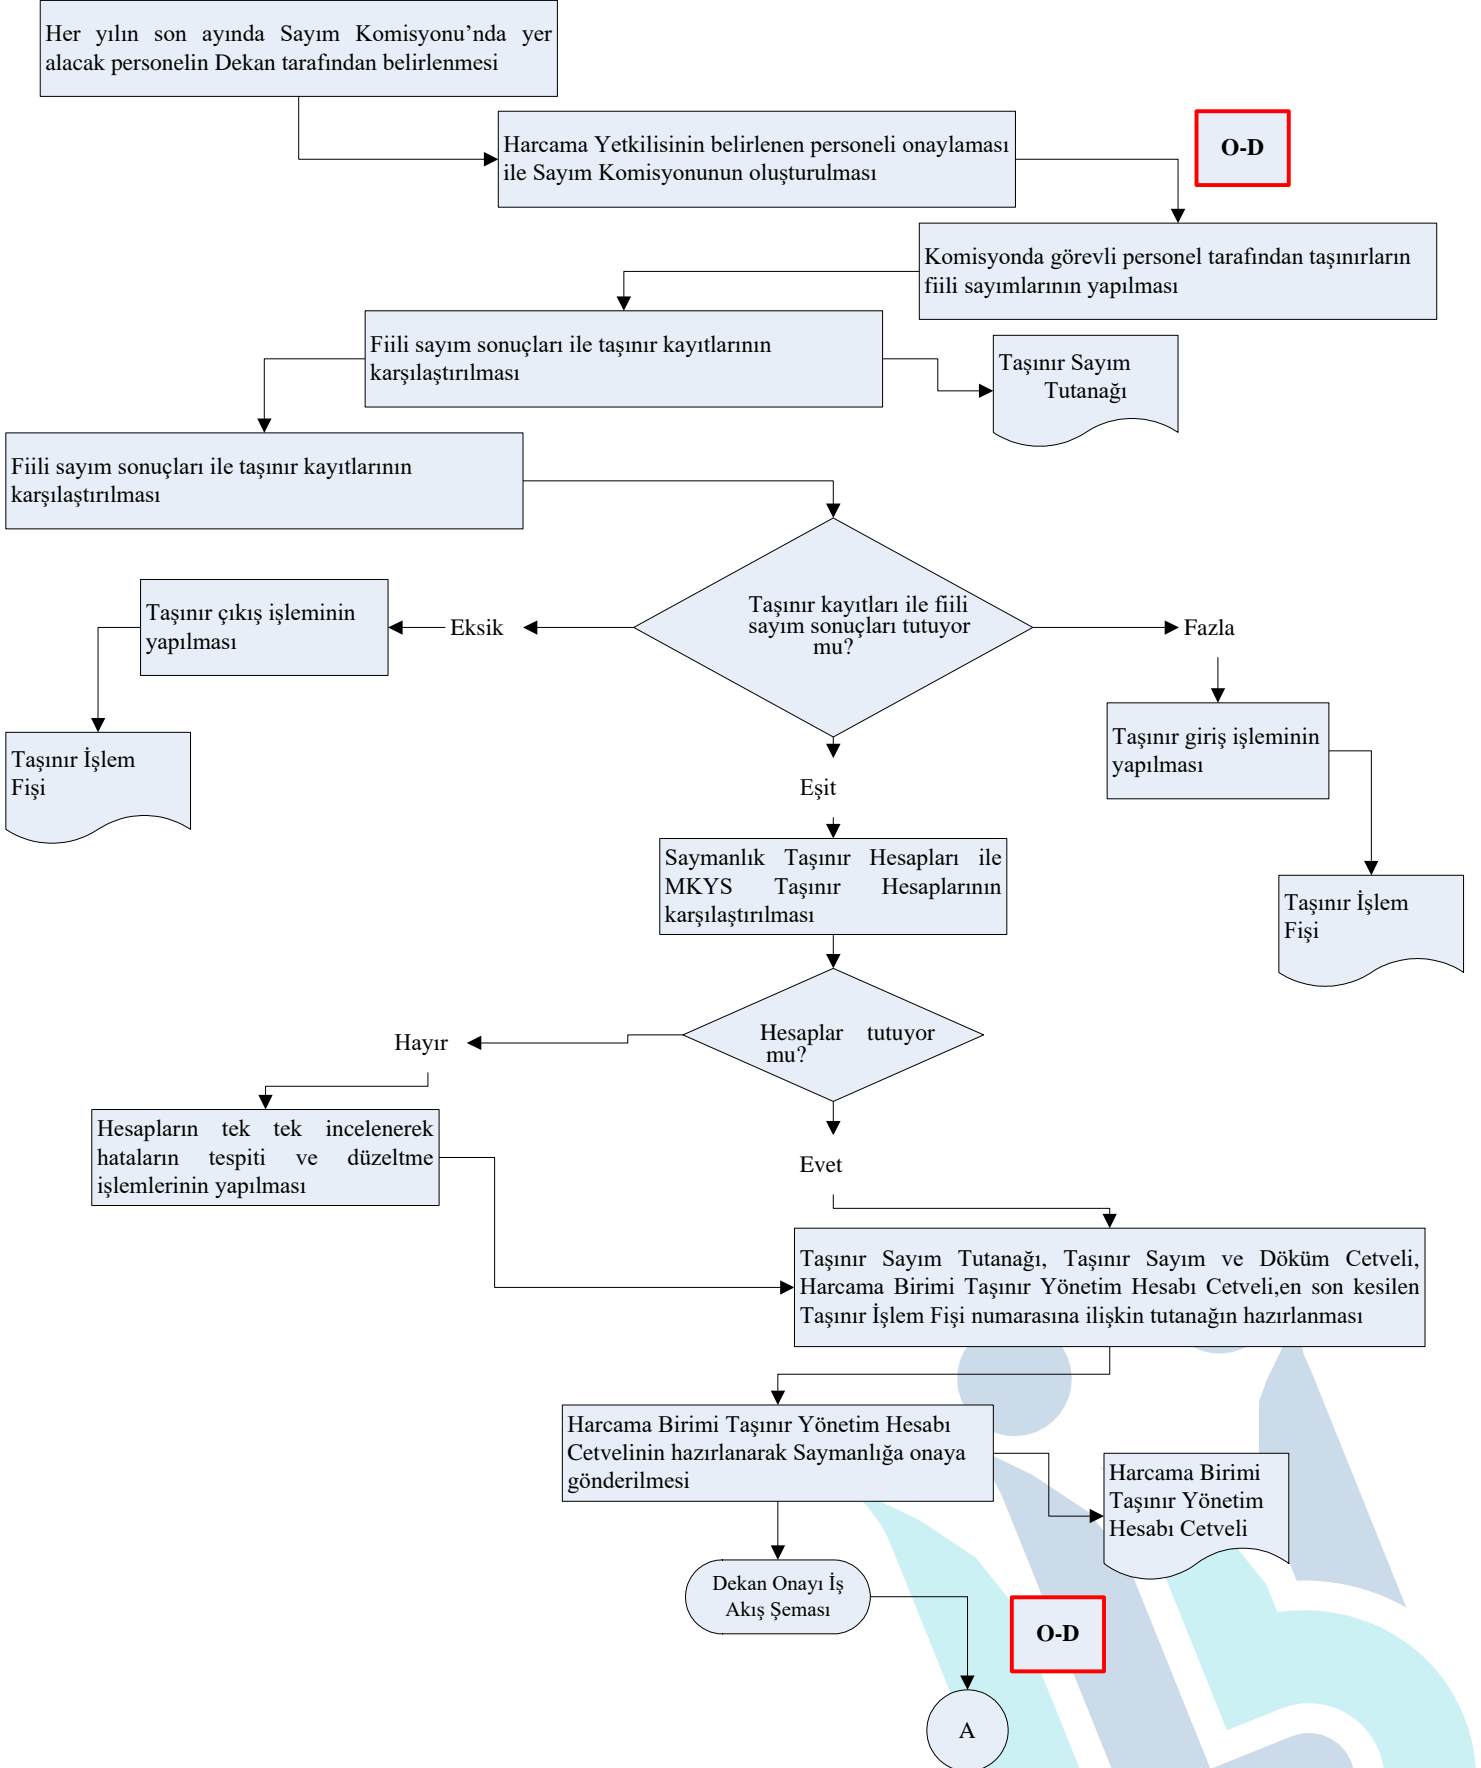 Her yılın son ayında Sayım Komisyonu’nda yer
alacak personelin Dekan tarafından belirlenmesi
Harcama Yetkilisinin belirlenen personeli onaylaması
ile Sayım Komisyonunun oluşturulması
O-D
Komisyonda görevli personel tarafından taşınırların
fiili sayımlarının yapılması
Fiili sayım sonuçları ile taşınır kayıtlarının
karşılaştırılması
Taşınır Sayım
Tutanağı
Fiili sayım sonuçları ile taşınır kayıtlarının
karşılaştırılması
Taşınır kayıtları ile fiili
sayım sonuçları tutuyor
mu?
Eksik
Fazla
Taşınır çıkış işleminin
yapılması
Taşınır İşlem
Fişi
Taşınır giriş işleminin
yapılması
Eşit
Taşınır İşlem
Fişi
Saymanlık Taşınır Hesapları ile
MKYS Taşınır Hesaplarının
karşılaştırılması
Hesaplar tutuyor
mu?
Hayır
Hesapların tek tek incelenerek
hataların tespiti ve düzeltme
işlemlerinin yapılması
Evet
Taşınır Sayım Tutanağı, Taşınır Sayım ve Döküm Cetveli,
Harcama Birimi Taşınır Yönetim Hesabı Cetveli,en son kesilen
Taşınır İşlem Fişi numarasına ilişkin tutanağın hazırlanması
Harcama Birimi Taşınır Yönetim Hesabı
Cetvelinin hazırlanarak Saymanlığa onaya
gönderilmesi
Harcama Birimi
Taşınır Yönetim
Hesabı Cetveli
Dekan Onayı İş
Akış Şeması
O-D
A